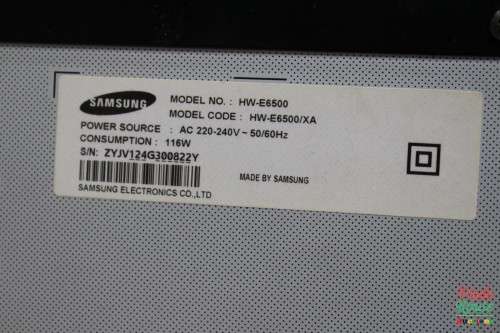 SAMSUNG
MODEL NO. : HW-E6500
MODEL CODE : HW-E6500/XA
POWER SOURCE : AC 220-240V ~ 50/60Hz
CONSUMPTION : 116W
S/N: ZYJV124G300822Y
MADE BY SAMSUNG
SAMSUNG ELECTRONICS CO.,LTD